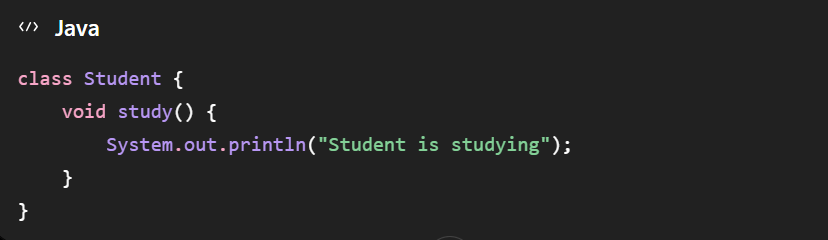 Java
class Student {
    void study() {
        System.out.println("Student is studying");
    }
}